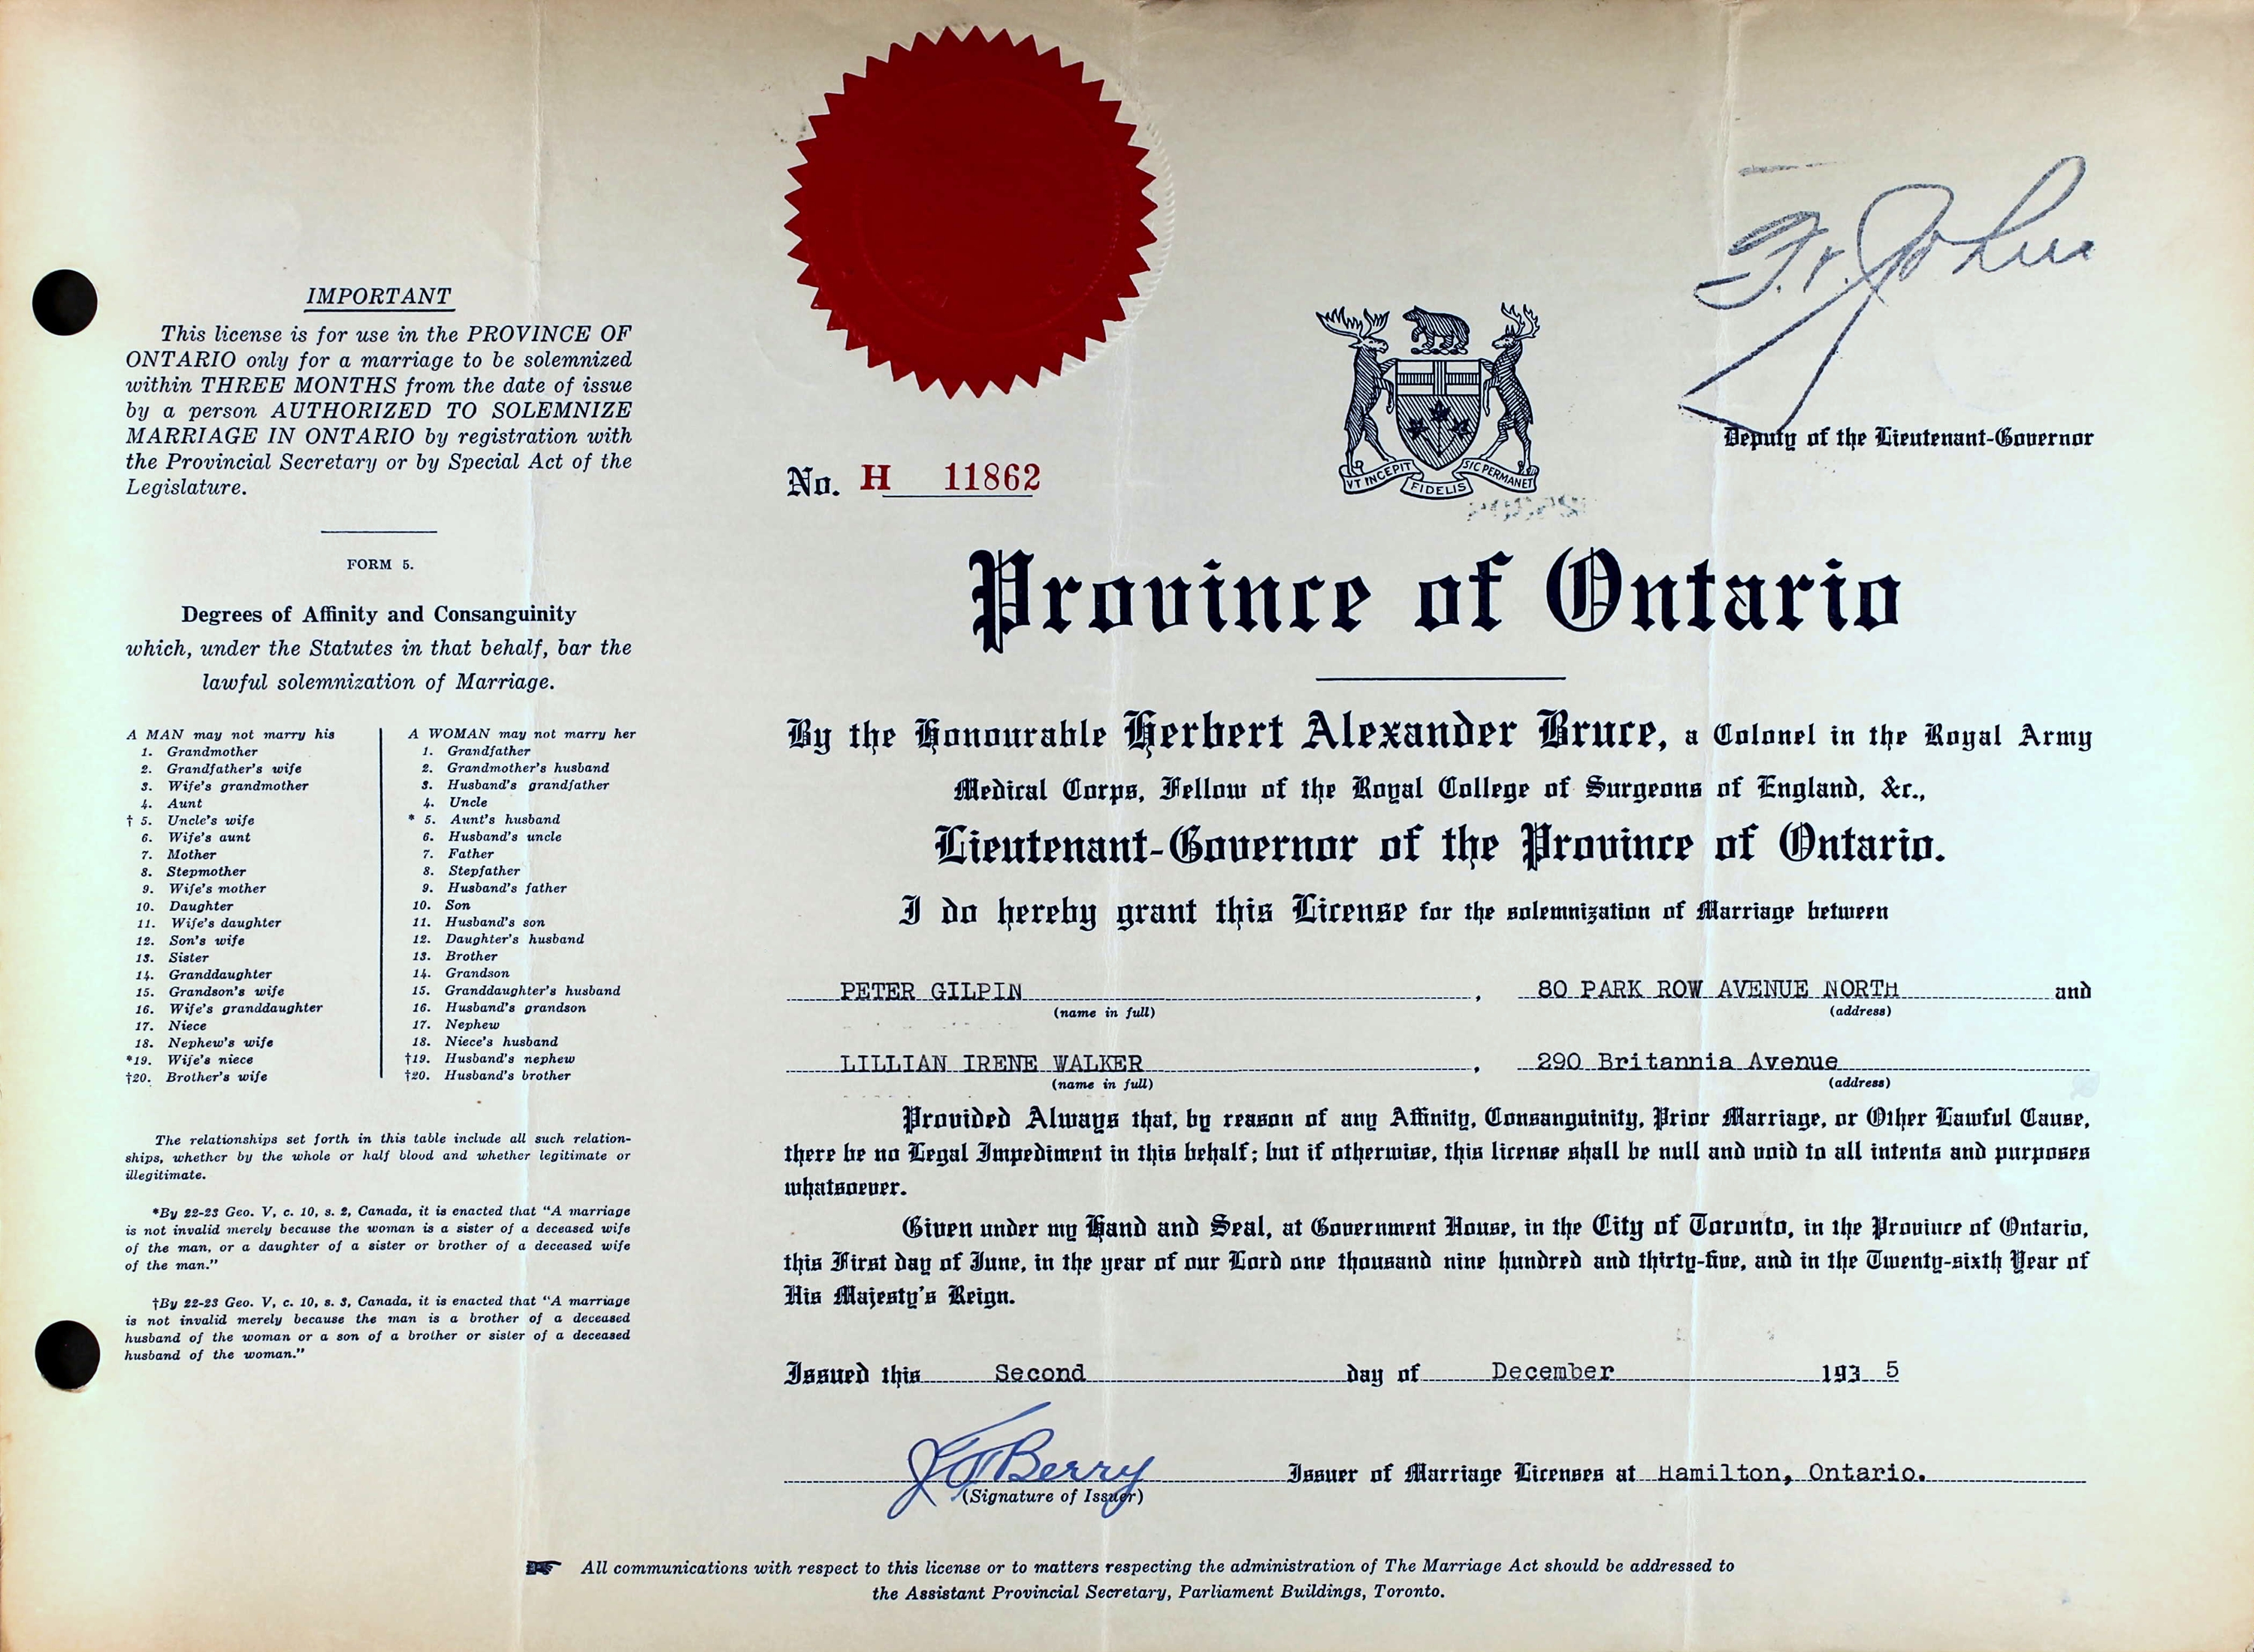 IMPORTANT
This license is for use in the PROVINCE OF
ONTARIO only for a marriage to be solemnized
within THREE MONTHS from the date of issue
by a person AUTHORIZED TO SOLEMNIZE
MARRIAGE IN ONTARIO by registration with
the Provincial Secretary or by Special Act of the
Legislature.
FORM 5.
Degrees of Affinity and Consanguinity
which, under the Statutes in that behalf, bar the
lawful solemnization of Marriage.
A MAN may not marry his
1. Grandmother
2. Grandfather's wife
3. Wife's grandmother
4. Aunt
† 5. Uncle's wife
6. Wife's aunt
7. Mother
8. Stepmother
9. Wife's mother
10. Daughter
11. Wife's daughter
12. Son's wife
13. Sister
14. Granddaughter
15. Grandson's wife
16. Wife's granddaughter
17. Niece
18. Nephew's wife
*19. Wife's niece
†20. Brother's wife
A WOMAN may not marry her
1. Grandfather
2. Grandmother's husband
3. Husband's grandfather
4. Uncle
* 5. Aunt's husband
6. Husband's uncle
7. Father
8. Stepfather
9. Husband's father
10. Son
11. Husband's son
12. Daughter's husband
13. Brother
14. Grandson
15. Granddaughter's husband
16. Husband's grandson
17. Nephew
18. Niece's husband
†19. Husband's nephew
†20. Husband's brother
The relationships set forth in this table include all such relation-
ships, whether by the whole or half blood and whether legitimate or
illegitimate.
*By 22-23 Geo. V, c. 10, s. 2, Canada, it is enacted that "A marriage
is not invalid merely because the woman is a sister of a deceased wife
of the man, or a daughter of a sister or brother of a deceased wife
of the man."
†By 22-23 Geo. V, c. 10, s. 3, Canada, it is enacted that "A marriage
is not invalid merely because the man is a brother of a deceased
husband of the woman or a son of a brother or sister of a deceased
husband of the woman."
No. H 11862
VT INCEPIT FIDELIS SIC PERMANET
Deputy of the Lieutenant-Governor
Province of Ontario
By the Honourable Herbert Alexander Bruce, a Colonel in the Royal Army
Medical Corps, Fellow of the Royal College of Surgeons of England, &c.,
Lieutenant-Governor of the Province of Ontario.
I do hereby grant this License for the solemnization of Marriage between
PETER GILPIN, 80 PARK ROW AVENUE NORTH and
(name in full) (address)
LILLIAN IRENE WALKER, 290 Britannia Avenue
(name in full) (address)
Provided Always that, by reason of any Affinity, Consanguinity, Prior Marriage, or Other Lawful Cause,
there be no Legal Impediment in this behalf; but if otherwise, this license shall be null and void to all intents and purposes
whatsoever.
Given under my Hand and Seal, at Government House, in the City of Toronto, in the Province of Ontario,
this First day of June, in the year of our Lord one thousand nine hundred and thirty-five, and in the Twenty-sixth Year of
His Majesty's Reign.
Issued this Second day of December 1935
Berry Issuer of Marriage Licenses at Hamilton, Ontario.
(Signature of Issuer)
All communications with respect to this license or to matters respecting the administration of The Marriage Act should be addressed to
the Assistant Provincial Secretary, Parliament Buildings, Toronto.